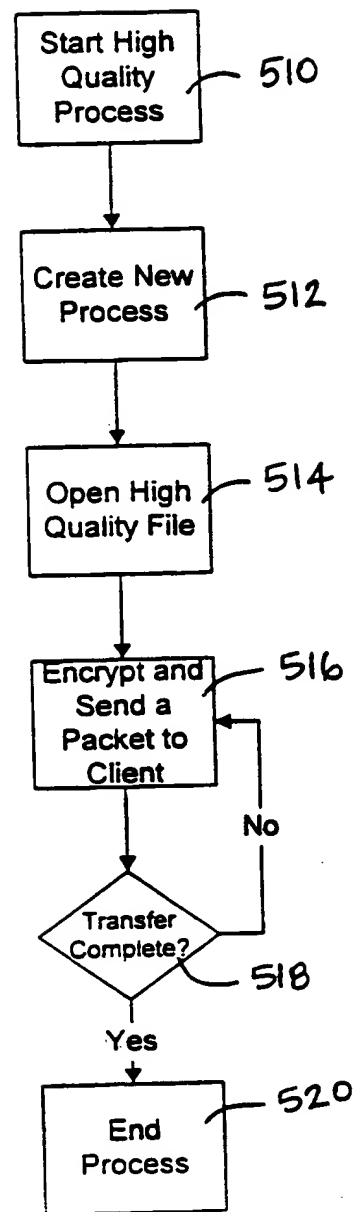 Start High
Quality
Process
510
Create New
Process
512
Open High
Quality File
514
Encrypt and
Send a
Packet to
Client
516
No
Transfer
Complete?
518
Yes
End
Process
520